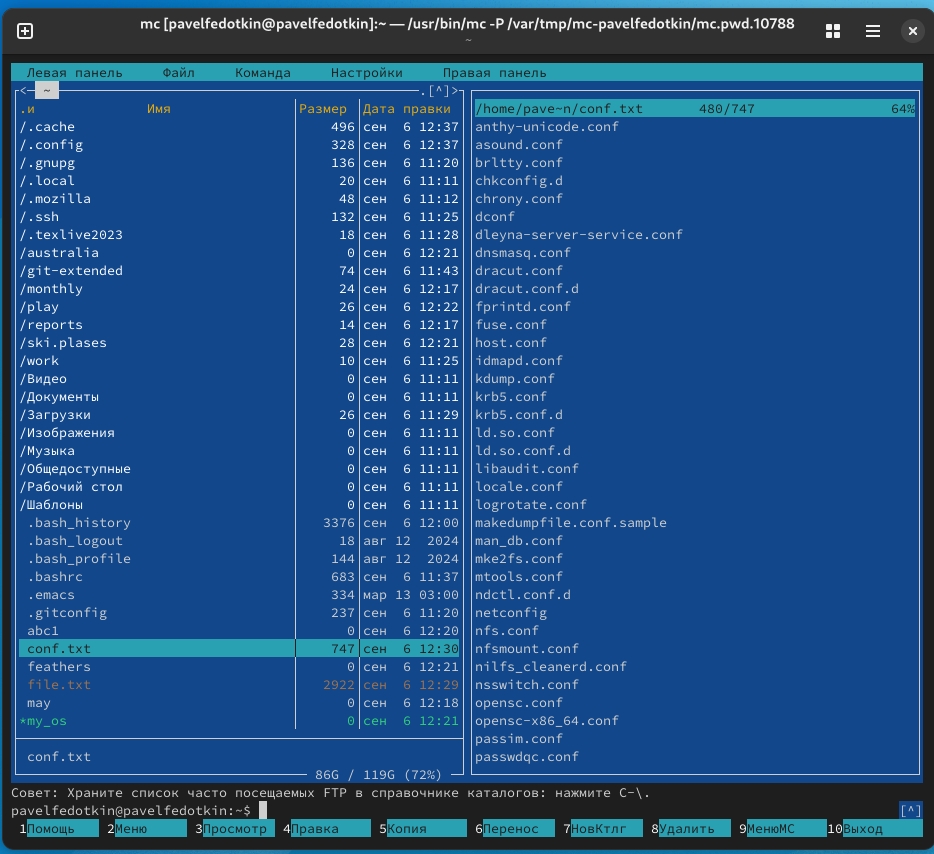 mc [pavelfedotkin@pavelfedotkin]:~ — /usr/bin/mc -P /var/tmp/mc-pavelfedotkin/mc.pwd.10788
~
Левая панель Файл Команда Настройки Правая панель
<─ ~ ─.[^]>
.и Имя Размер Дата правки
/.cache 496 сен 6 12:37
/.config 328 сен 6 12:37
/.gnupg 136 сен 6 11:20
/.local 20 сен 6 11:11
/.mozilla 48 сен 6 11:12
/.ssh 132 сен 6 11:25
/.texlive2023 18 сен 6 11:28
/australia 0 сен 6 12:21
/git-extended 74 сен 6 11:43
/monthly 24 сен 6 12:17
/play 26 сен 6 12:22
/reports 14 сен 6 12:17
/ski.plases 28 сен 6 12:21
/work 10 сен 6 11:25
/Видео 0 сен 6 11:11
/Документы 0 сен 6 11:11
/Загрузки 26 сен 6 11:29
/Изображения 0 сен 6 11:11
/Музыка 0 сен 6 11:11
/Общедоступные 0 сен 6 11:11
/Рабочий стол 0 сен 6 11:11
/Шаблоны 0 сен 6 11:11
.bash_history 3376 сен 6 12:00
.bash_logout 18 авг 12 2024
.bash_profile 144 авг 12 2024
.bashrc 683 сен 6 11:37
.emacs 334 мар 13 03:00
.gitconfig 237 сен 6 11:20
abc1 0 сен 6 12:20
conf.txt 747 сен 6 12:30
feathers 0 сен 6 12:21
file.txt 2922 сен 6 12:29
may 0 сен 6 12:18
*my_os 0 сен 6 12:21
conf.txt
86G / 119G (72%)
/home/pave~n/conf.txt 480/747 64%
anthy-unicode.conf
asound.conf
brltty.conf
chkconfig.d
chrony.conf
dconf
dleyna-server-service.conf
dnsmasq.conf
dracut.conf
dracut.conf.d
fprintd.conf
fuse.conf
host.conf
idmapd.conf
kdump.conf
krb5.conf
krb5.conf.d
ld.so.conf
ld.so.conf.d
libaudit.conf
locale.conf
logrotate.conf
makedumpfile.conf.sample
man_db.conf
mke2fs.conf
mtools.conf
ndctl.conf.d
netconfig
nfs.conf
nfsmount.conf
nilfs_cleanerd.conf
nsswitch.conf
opensc.conf
opensc-x86_64.conf
passim.conf
passwdqc.conf
Совет: Храните список часто посещаемых FTP в справочнике каталогов: нажмите C-\.
pavelfedotkin@pavelfedotkin:~$ [^]
1Помощь 2Меню 3Просмотр 4Правка 5Копия 6Перенос 7НовКтлг 8Удалить 9МенюМС 10Выход